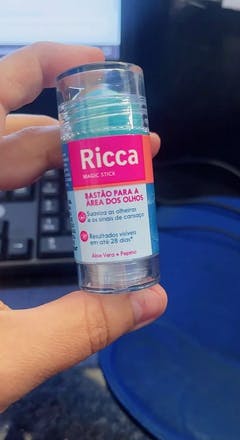 Ricca
MAGIC STICK
BASTÃO PARA A
ÁREA DOS OLHOS
Suaviza as olheiras
e os sinais de cansaço
Resultados visíveis
em até 28 dias*
Aloe Vera + Pepino